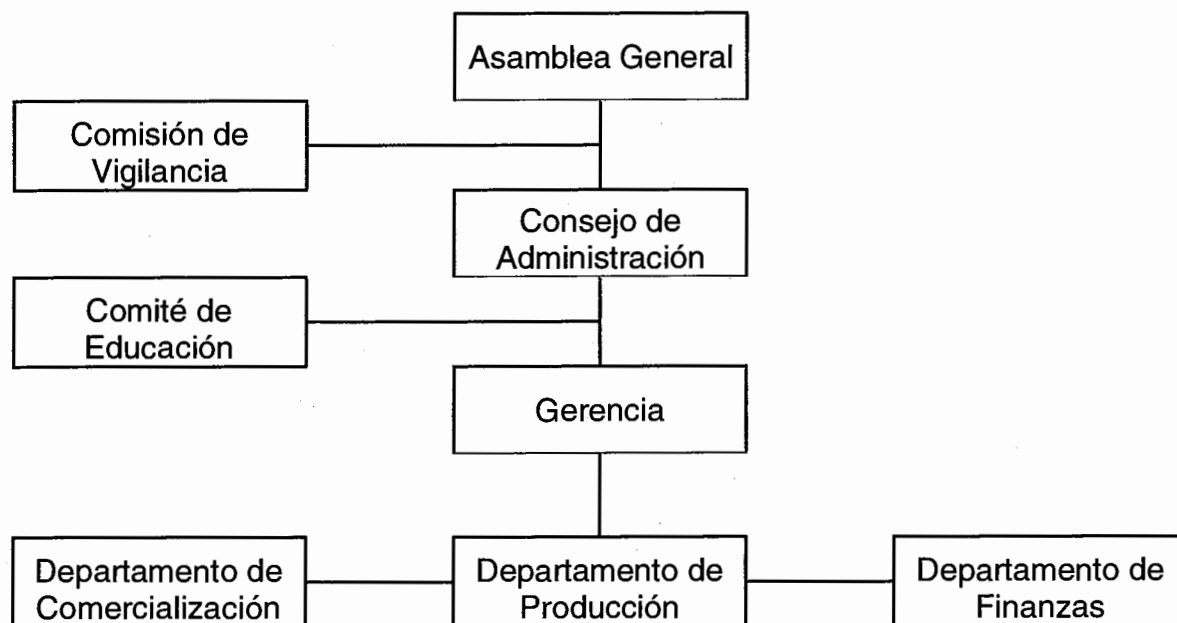 Asamblea General
Comisión de
Vigilancia
Consejo de
Administración
Comité de
Educación
Gerencia
Departamento de
Comercialización
Departamento de
Producción
Departamento de
Finanzas